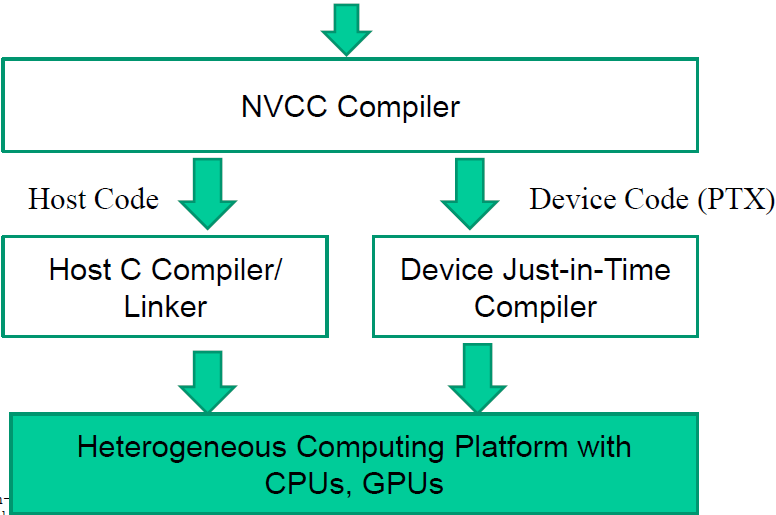 NVCC Compiler
Host Code
Device Code (PTX)
Host C Compiler/
Linker
Device Just-in-Time
Compiler
Heterogeneous Computing Platform with
CPUs, GPUs